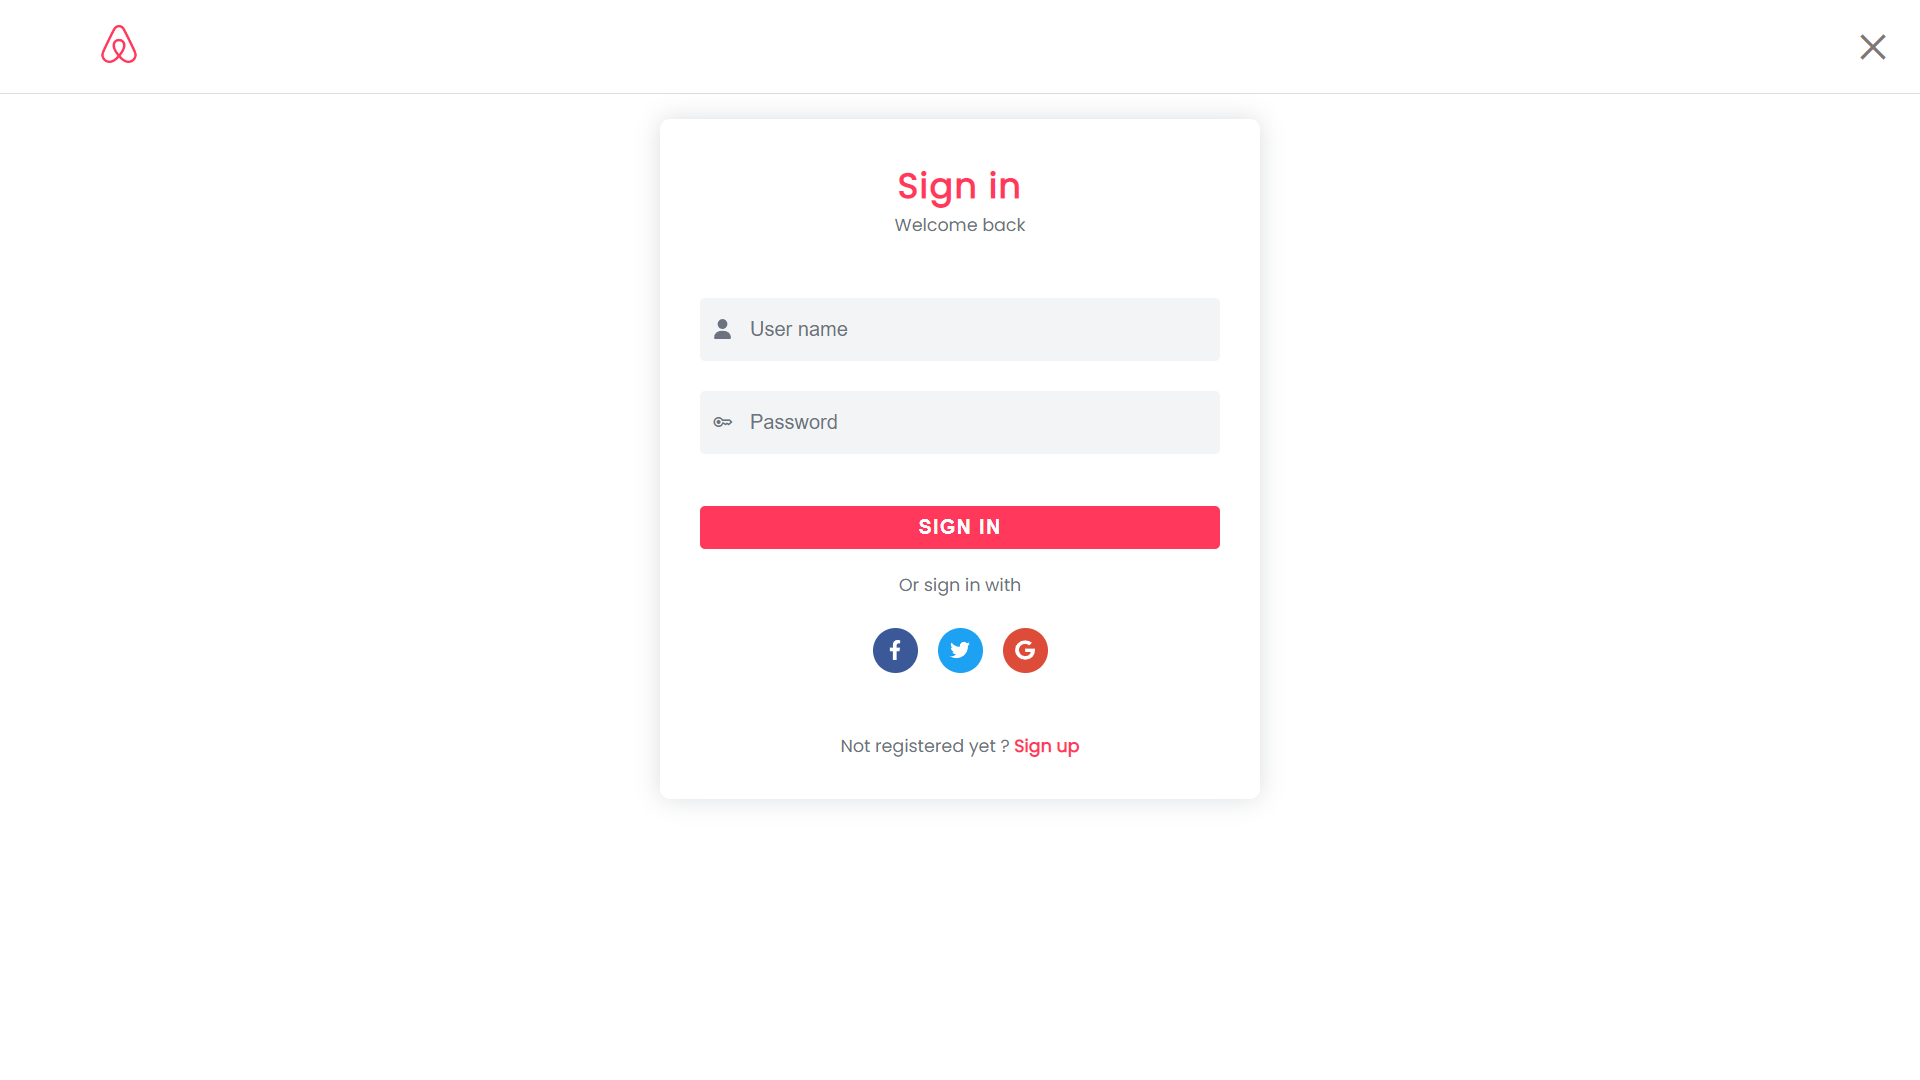 Sign in
Welcome back
User name
Password
SIGN IN
Or sign in with
Not registered yet ? Sign up